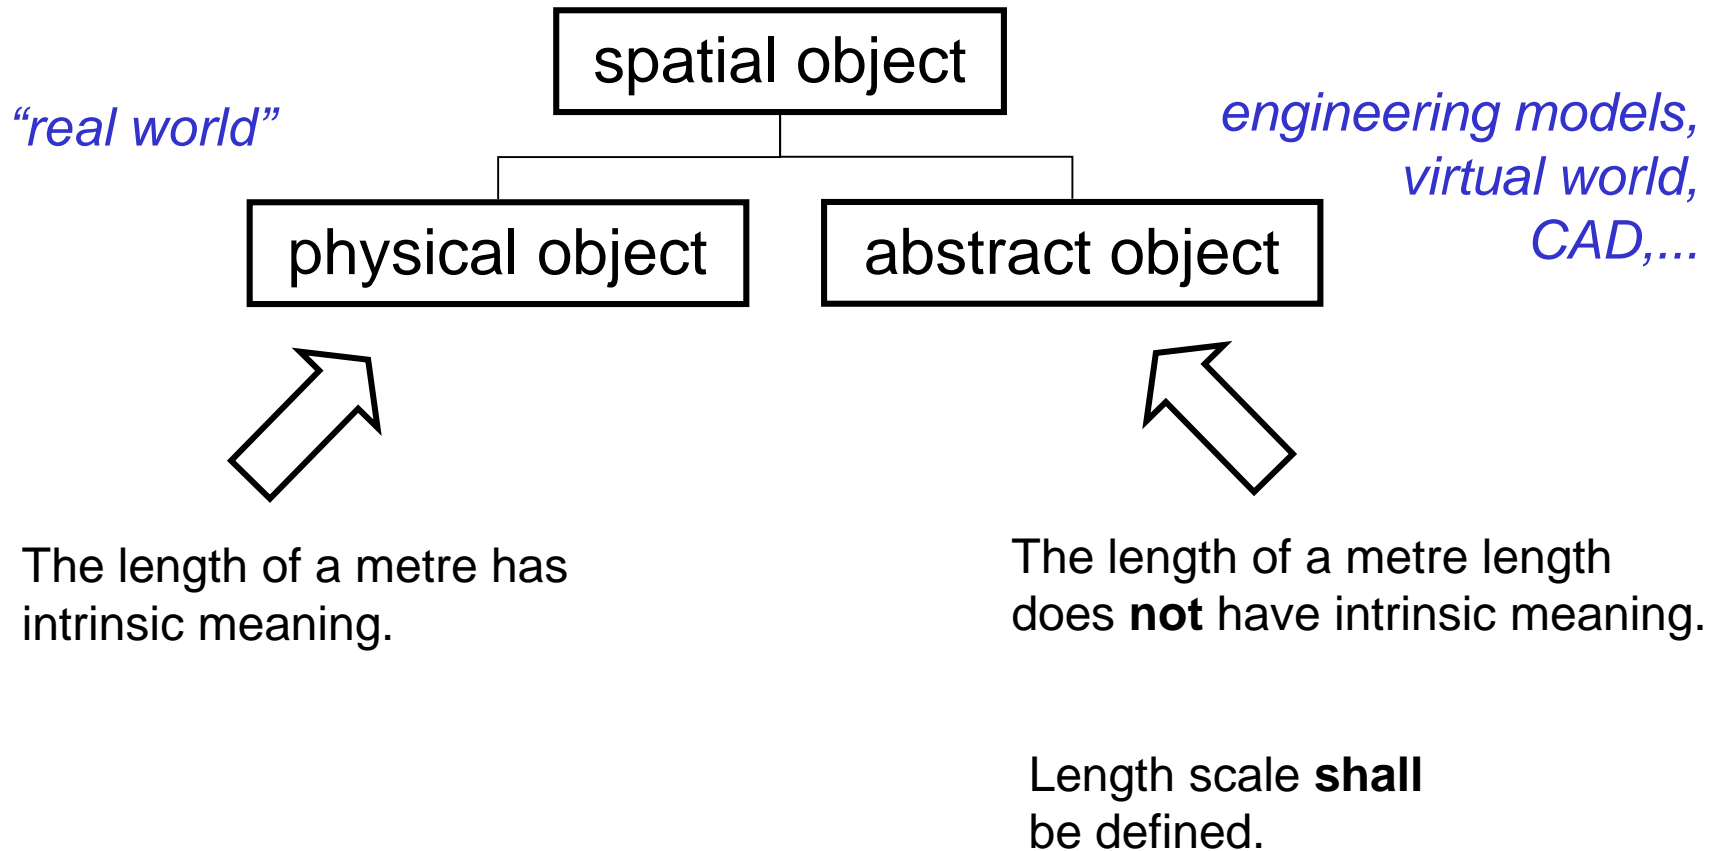 spatial object
“real world”
engineering models,
virtual world,
CAD,...
physical object
abstract object
The length of a metre has
intrinsic meaning.
The length of a metre length
does not have intrinsic meaning.
Length scale shall
be defined.